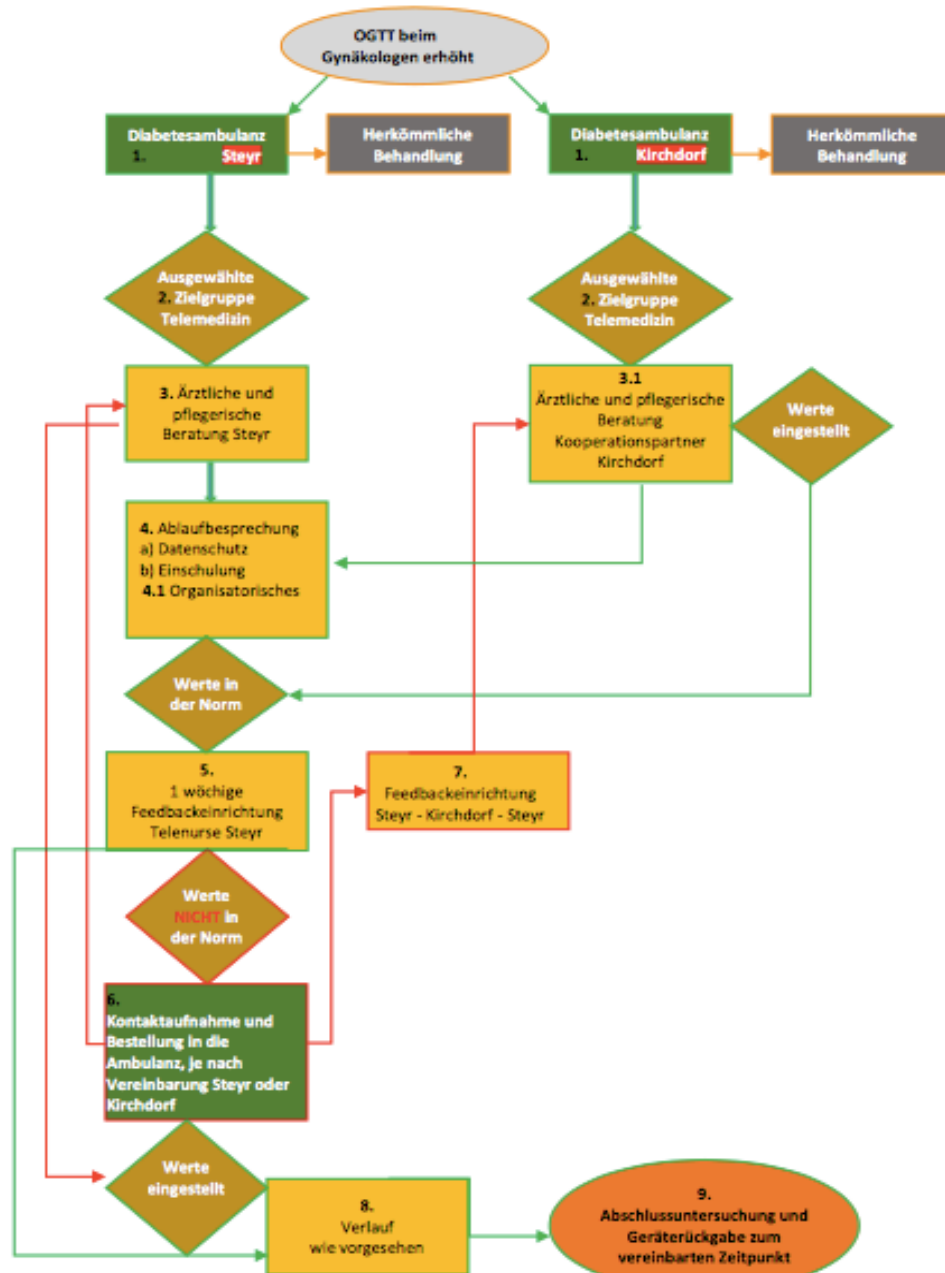 OGTT beim
Gynäkologen erhöht
Diabetesambulanz
1. Steyr
Herkömmliche
Behandlung
Diabetesambulanz
1. Kirchdorf
Herkömmliche
Behandlung
Ausgewählte
2. Zielgruppe
Telemedizin
Ausgewählte
2. Zielgruppe
Telemedizin
3. Ärztliche und
pflegerische
Beratung Steyr
3.1
Ärztliche und pflegerische
Beratung
Kooperationspartner
Kirchdorf
Werte
eingestellt
4. Ablaufbesprechung
a) Datenschutz
b) Einschulung
4.1 Organisatorisches
Werte in
der Norm
5.
1 wöchige
Feedbackeinrichtung
Telenurse Steyr
7.
Feedbackeinrichtung
Steyr - Kirchdorf - Steyr
Werte
NICHT in
der Norm
6.
Kontaktaufnahme und
Bestellung in die
Ambulanz, je nach
Vereinbarung Steyr oder
Kirchdorf
Werte
eingestellt
8.
Verlauf
wie vorgesehen
9.
Abschlussuntersuchung und
Geräterückgabe zum
vereinbarten Zeitpunkt